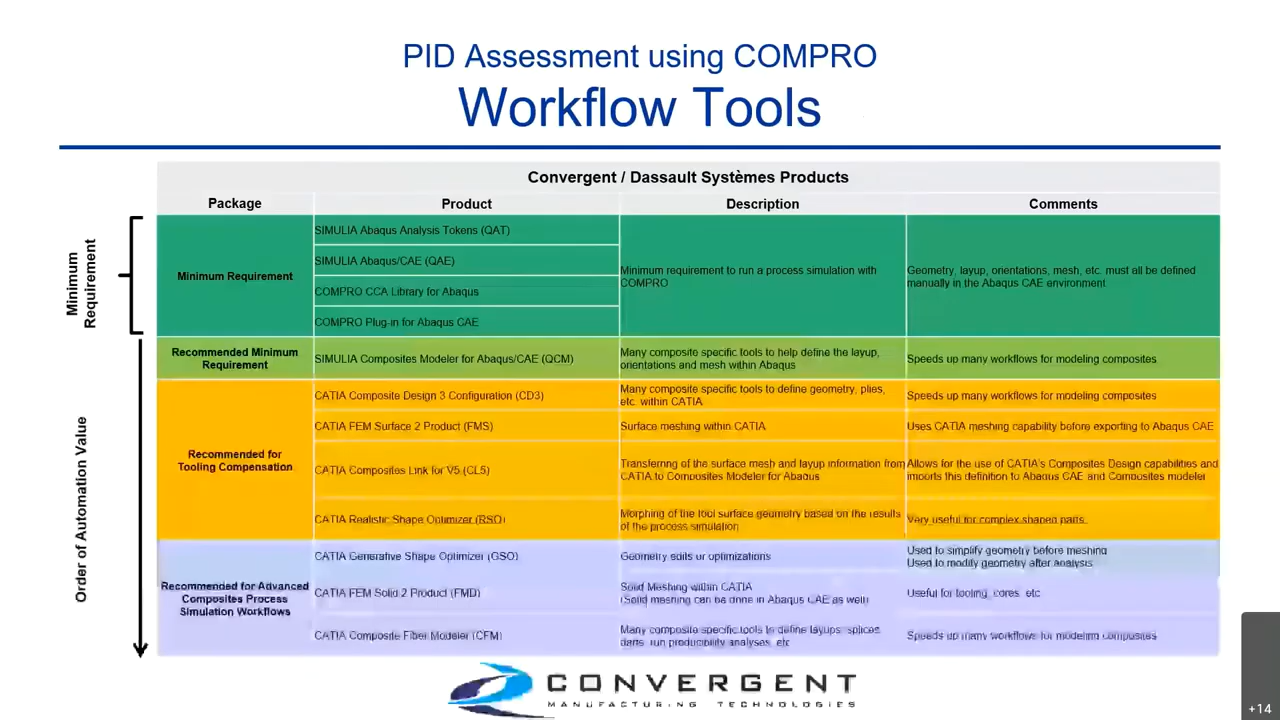 PID Assessment using COMPRO
Workflow Tools
Convergent / Dassault Systèmes Products
Package
Product
Description
Comments
Minimum
Requirement
Minimum Requirement
SIMULIA Abaqus Analysis Tokens (QAT)
SIMULIA Abaqus/CAE (QAE)
COMPRO CCA Library for Abaqus
COMPRO Plug-in for Abaqus CAE
Minimum requirement to run a process simulation with
COMPRO
Geometry, layup, orientations, mesh, etc. must all be defined
manually in the Abaqus CAE environment
Order of Automation Value
Recommended Minimum
Requirement
SIMULIA Composites Modeler for Abaqus/CAE (QCM)
Many composite specific tools to help define the layup,
orientations and mesh within Abaqus
Speeds up many workflows for modeling composites
Recommended for
Tooling Compensation
CATIA Composite Design 3 Configuration (CD3)
Many composite specific tools to define geometry, plies,
etc. within CATIA
Speeds up many workflows for modeling composites
CATIA FEM Surface 2 Product (FMS)
Surface meshing within CATIA
Uses CATIA meshing capability before exporting to Abaqus CAE
CATIA Composites Link for V5 (CL5)
Transferring of the surface mesh and layup information from
CATIA to Composites Modeler for Abaqus
Allows for the use of CATIA's Composites Design capabilities and
imports this definition to Abaqus CAE and Composites modeler
CATIA Realistic Shape Optimizer (RSO)
Morphing of the tool surface geometry based on the results
of the process simulation
Very useful for complex shaped parts.
Recommended for Advanced
Composites Process
Simulation Workflows
CATIA Generative Shape Optimizer (GSO)
Geometry edits or optimizations
Used to simplify geometry before meshing
Used to modify geometry after analysis
CATIA FEM Solid 2 Product (FMD)
Solid Meshing within CATIA
(Solid meshing can be done in Abaqus CAE as well)
Useful for tooling, cores, etc.
CATIA Composite Fiber Modeler (CFM)
Many composite specific tools to define layups, splices,
darts, run producibility analyses, etc.
Speeds up many workflows for modeling composites
CONVERGENT
MANUFACTURING TECHNOLOGIES
+14